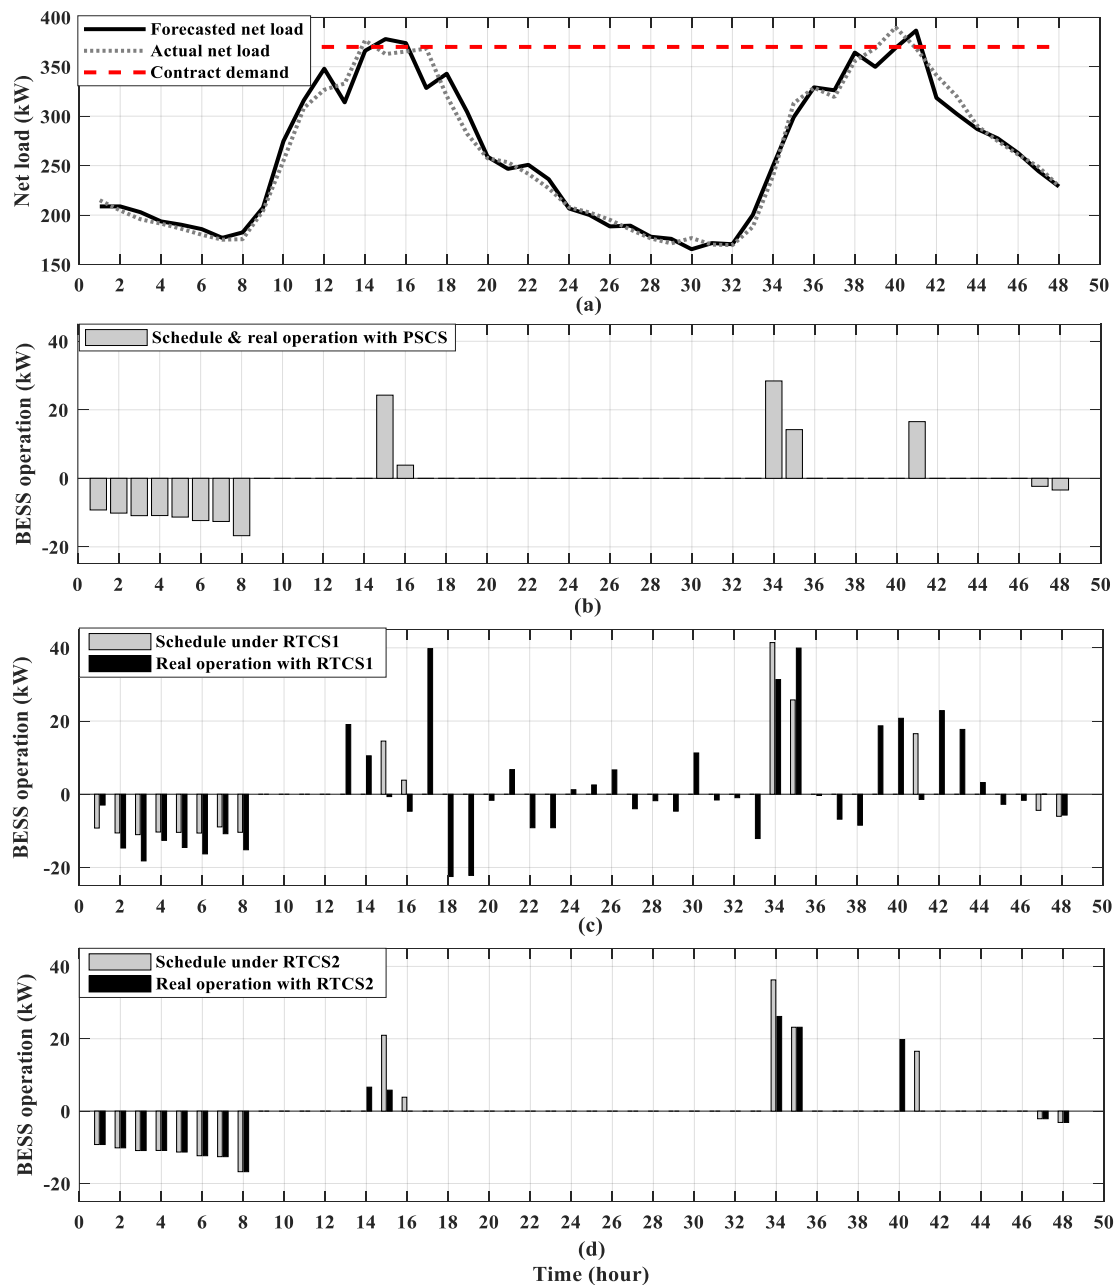 Net load (kW)
400
350
300
250
200
150
Forecasted net load
Actual net load
Contract demand
0 2 4 6 8 10 12 14 16 18 20 22 24 26 28 30 32 34 36 38 40 42 44 46 48 50
(a)
BESS operation (kW)
40
20
0
-20
Schedule & real operation with PSCS
0 2 4 6 8 10 12 14 16 18 20 22 24 26 28 30 32 34 36 38 40 42 44 46 48 50
(b)
BESS operation (kW)
40
20
0
-20
Schedule under RTCS1
Real operation with RTCS1
0 2 4 6 8 10 12 14 16 18 20 22 24 26 28 30 32 34 36 38 40 42 44 46 48 50
(c)
BESS operation (kW)
40
20
0
-20
Schedule under RTCS2
Real operation with RTCS2
0 2 4 6 8 10 12 14 16 18 20 22 24 26 28 30 32 34 36 38 40 42 44 46 48 50
(d)
Time (hour)